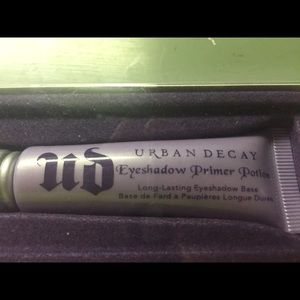 UD
URBAN DECAY
Eyeshadow Primer Potion
Long-Lasting Eyeshadow Base
Base de Fard à Paupières Longue Durée